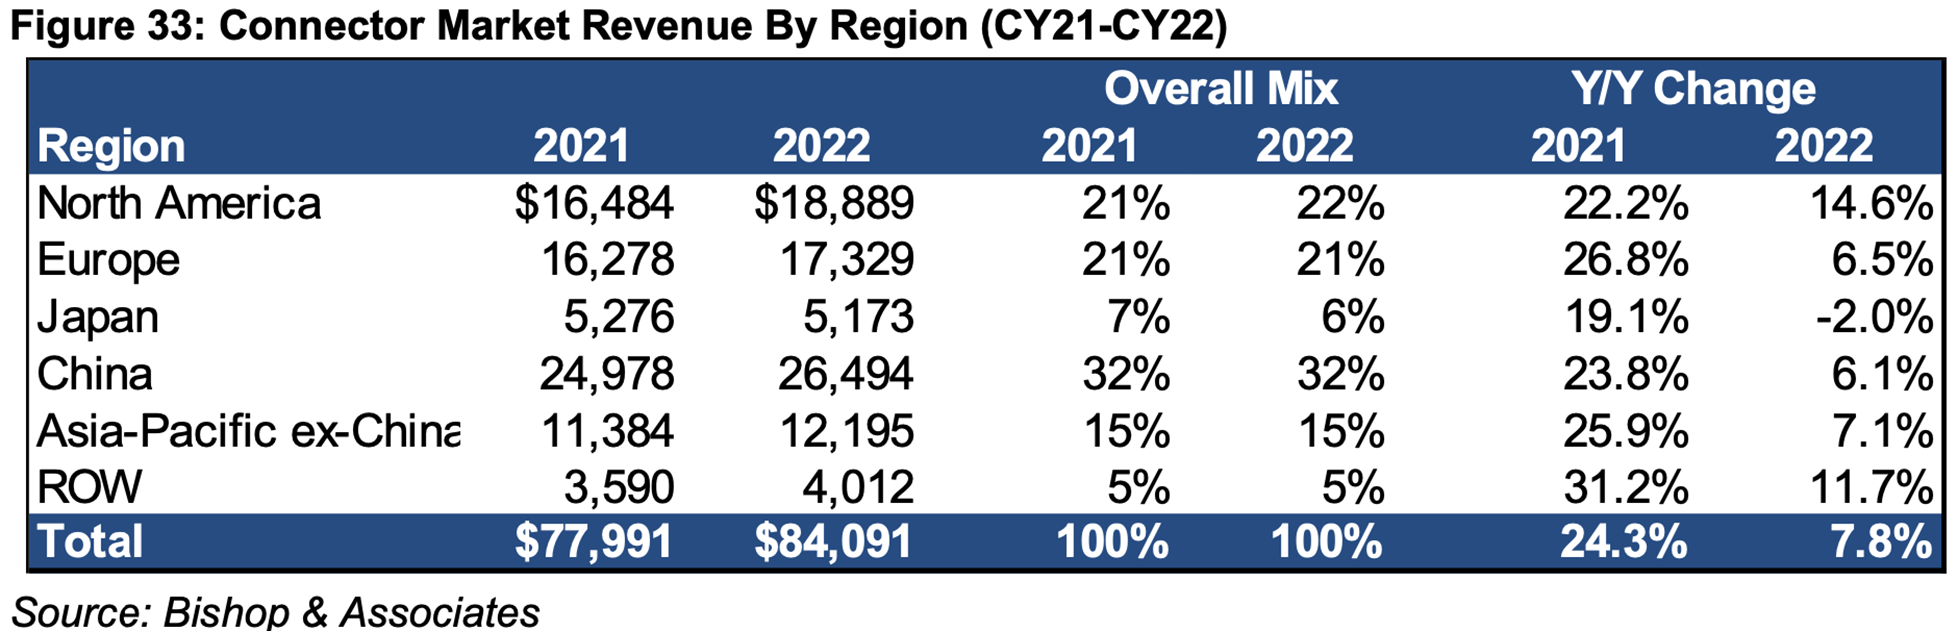 Figure 33: Connector Market Revenue By Region (CY21-CY22)
Overall Mix Y/Y Change
Region 2021 2022 2021 2022 2021 2022
North America $16,484 $18,889 21% 22% 22.2% 14.6%
Europe 16,278 17,329 21% 21% 26.8% 6.5%
Japan 5,276 5,173 7% 6% 19.1% -2.0%
China 24,978 26,494 32% 32% 23.8% 6.1%
Asia-Pacific ex-China 11,384 12,195 15% 15% 25.9% 7.1%
ROW 3,590 4,012 5% 5% 31.2% 11.7%
Total $77,991 $84,091 100% 100% 24.3% 7.8%
Source: Bishop & Associates